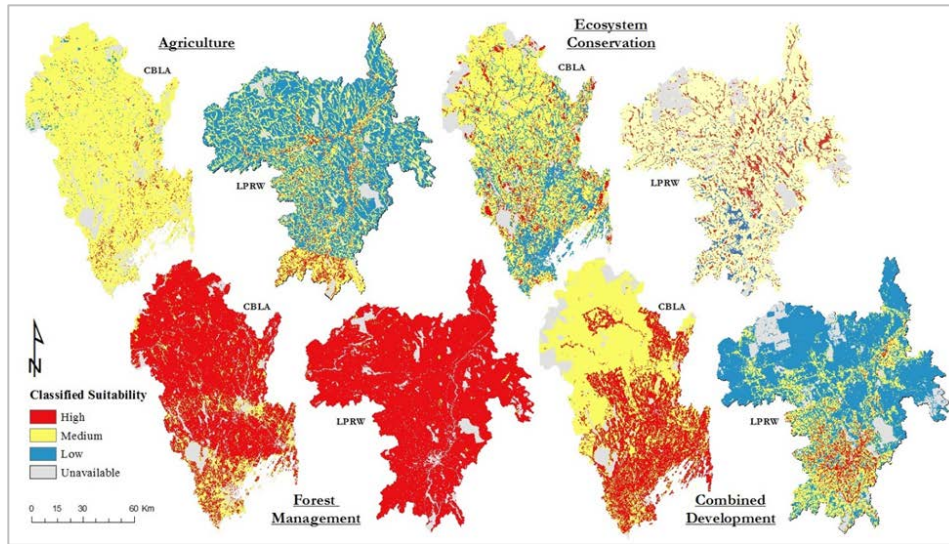 Agriculture
CBLA
LPRW
Ecosystem
Conservation
CBLA
LPRW
CBLA
LPRW
Forest
Management
CBLA
LPRW
Combined
Development
N
Classified Suitability
High
Medium
Low
Unavailable
0 15 30 60 Km